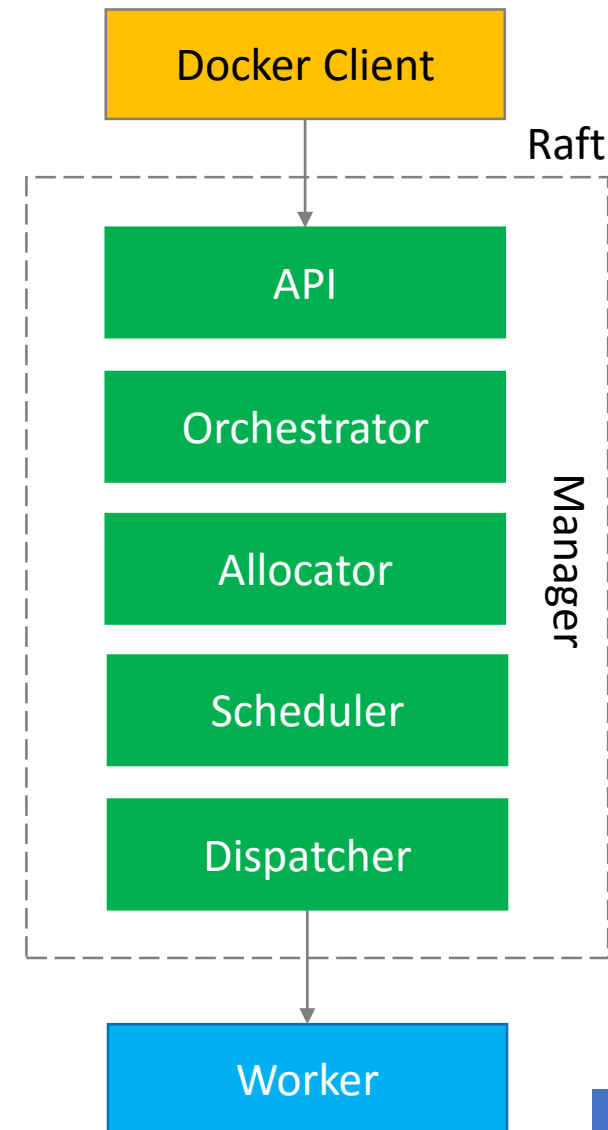 Docker Client
Raft
API
Orchestrator
Allocator
Manager
Scheduler
Dispatcher
Worker